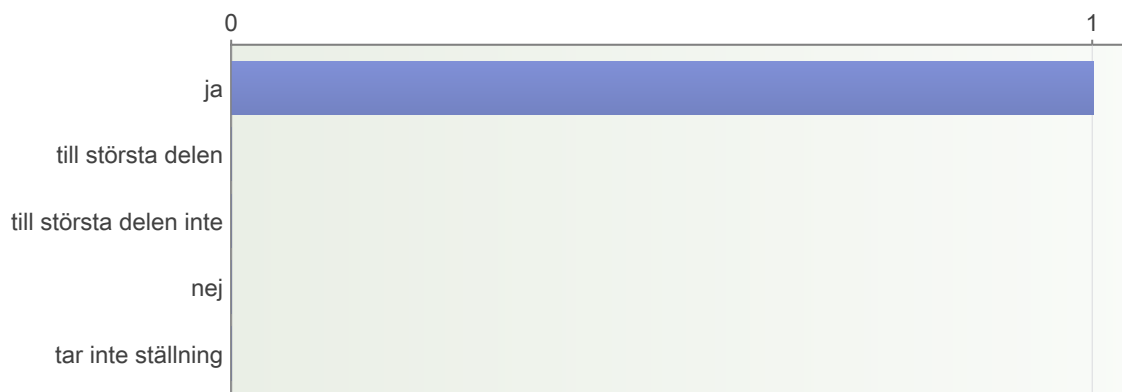 0 1
ja
till största delen
till största delen inte
nej
tar inte ställning